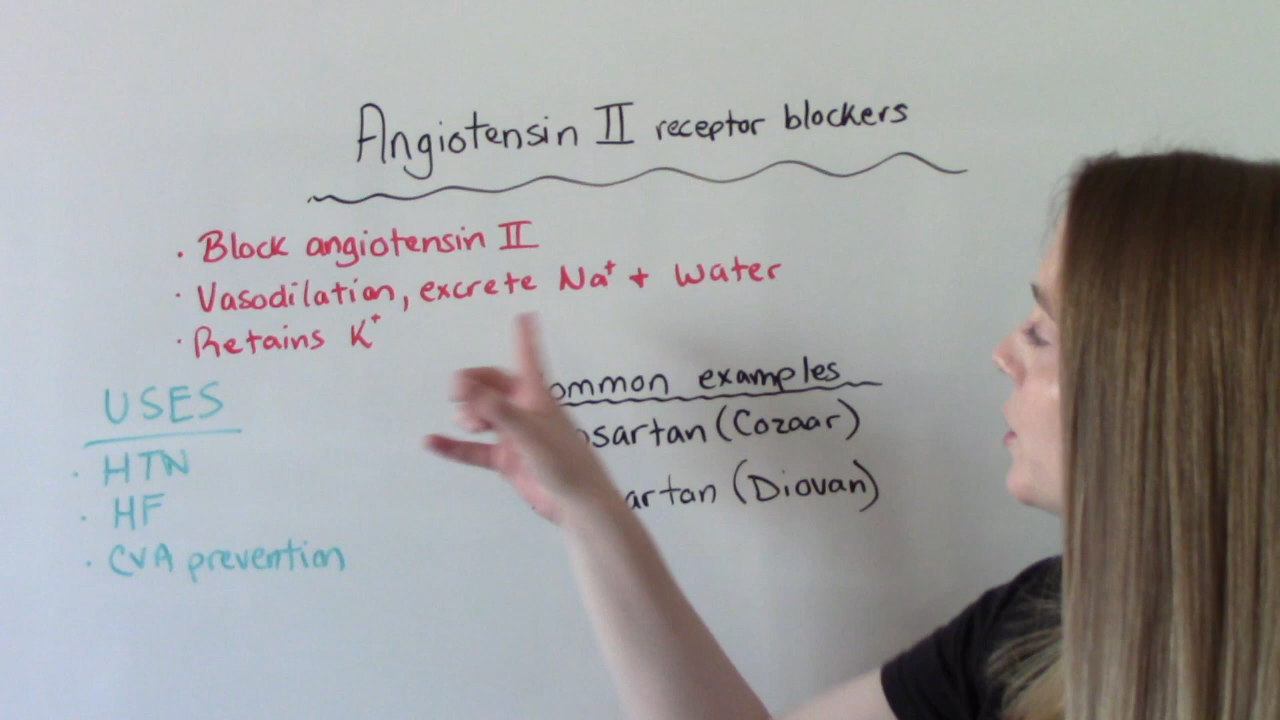 Angiotensin II receptor blockers
· Block angiotensin II
· Vasodilation, excrete Na⁺ + water
· Retains K⁺
USES
· HTN
· HF
· CVA prevention
ommon examples
osartan (Cozaar)
artan (Diovan)